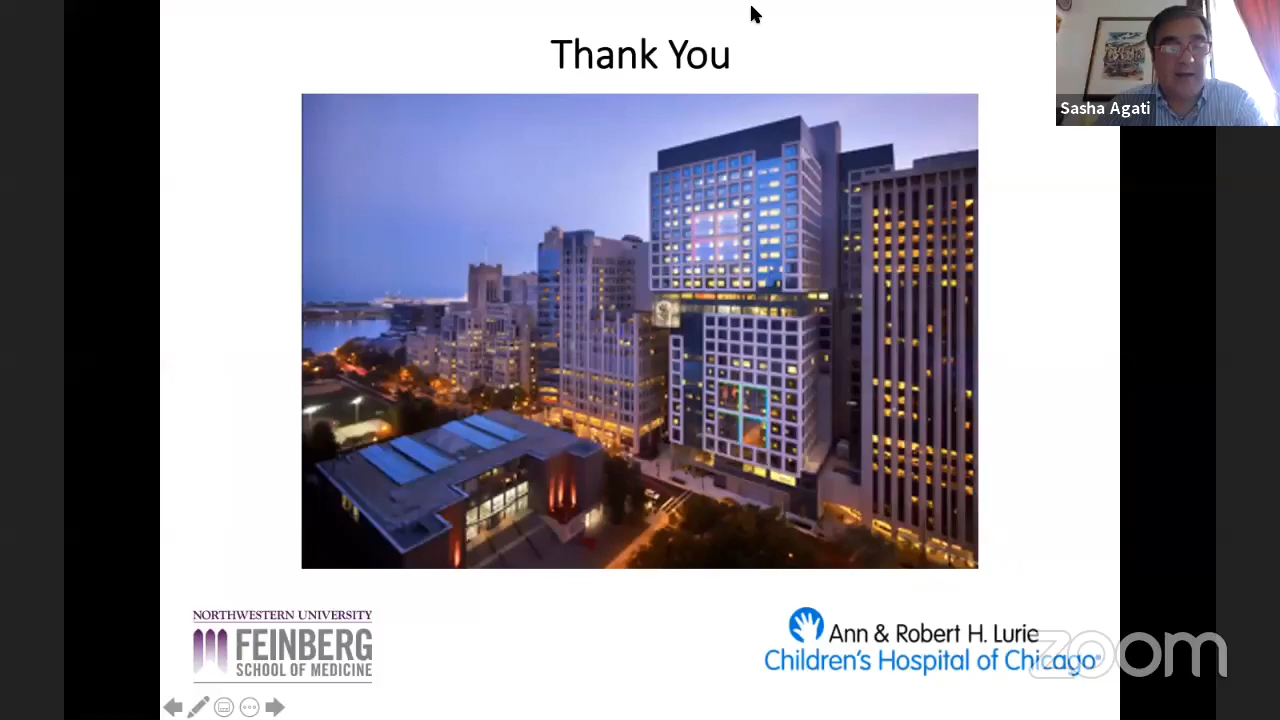 Thank You
Sasha Agati
NORTHWESTERN UNIVERSITY
FEINBERG
SCHOOL OF MEDICINE
Ann & Robert H. Lurie
Children's Hospital of Chicago®
zoom